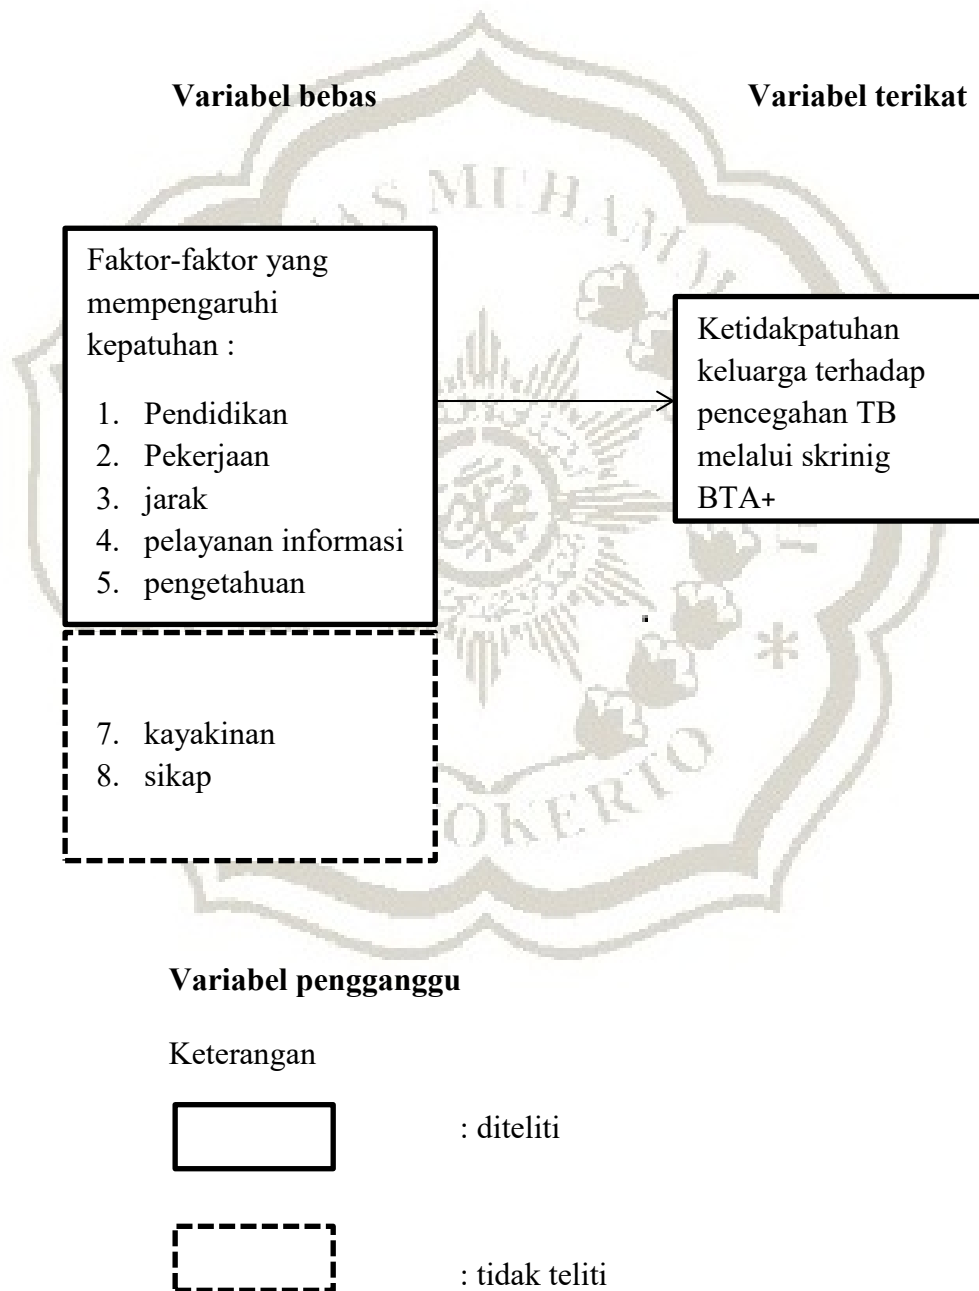 Variabel bebas
Variabel terikat
Faktor-faktor yang
mempengaruhi
kepatuhan :
1. Pendidikan
2. Pekerjaan
3. jarak
4. pelayanan informasi
5. pengetahuan
Ketidakpatuhan
keluarga terhadap
pencegahan TB
melalui skrinig
BTA+
7. kayakinan
8. sikap
Variabel pengganggu
Keterangan
: diteliti
: tidak teliti